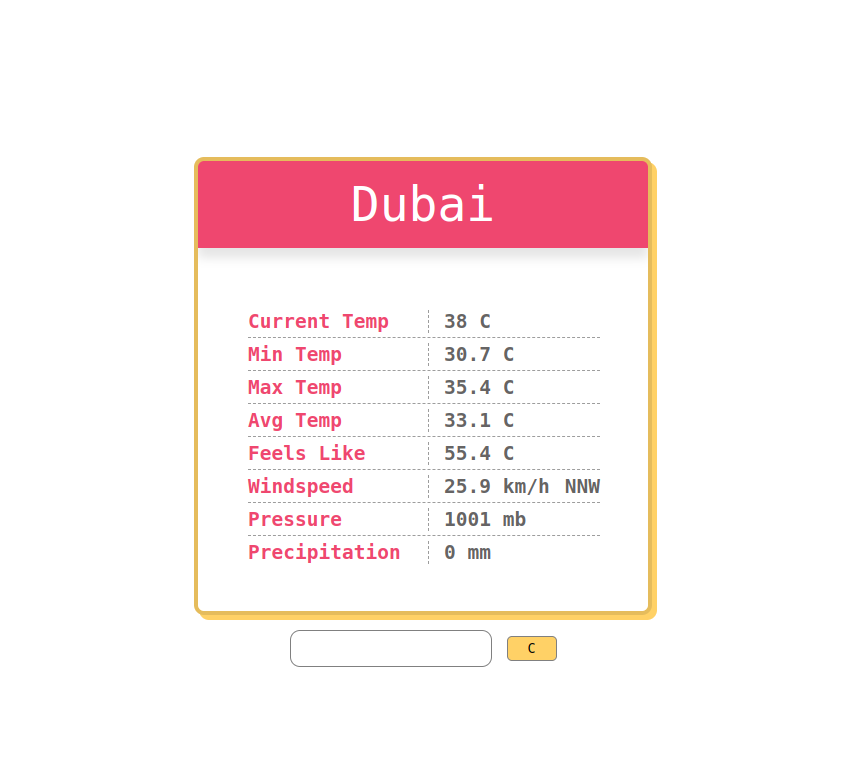 Dubai
Current Temp 38 C
Min Temp 30.7 C
Max Temp 35.4 C
Avg Temp 33.1 C
Feels Like 55.4 C
Windspeed 25.9 km/h NNW
Pressure 1001 mb
Precipitation 0 mm
C